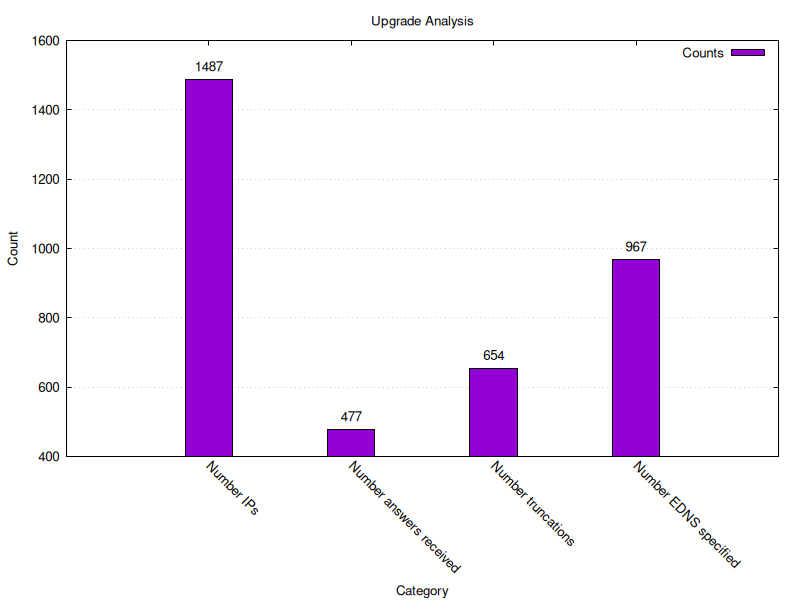 Upgrade Analysis
1600
1400
1200
1000
800
600
400
Count
Counts
1487
477
654
967
Number IPs
Number answers received
Number truncations
Number EDNS specified
Category